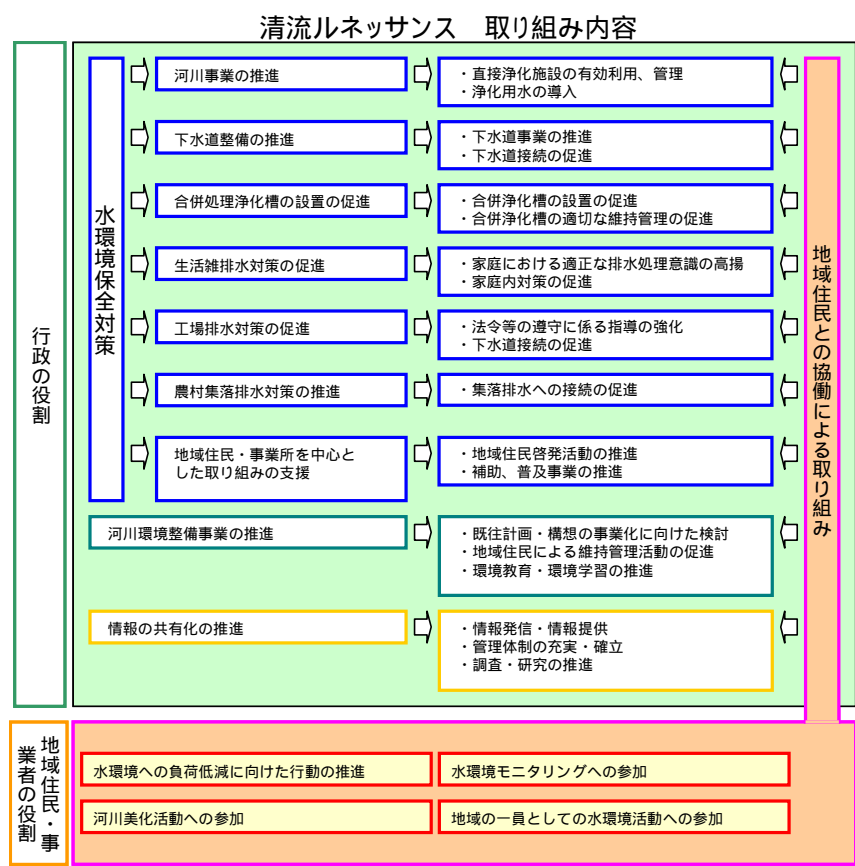 清流ルネッサンス　取り組み内容
行政の役割
水環境保全対策
河川事業の推進
・直接浄化施設の有効利用、管理
・浄化用水の導入
下水道整備の推進
・下水道事業の推進
・下水道接続の促進
合併処理浄化槽の設置の促進
・合併浄化槽の設置の促進
・合併浄化槽の適切な維持管理の促進
生活雑排水対策の促進
・家庭における適正な排水処理意識の高揚
・家庭内対策の促進
工場排水対策の促進
・法令等の遵守に係る指導の強化
・下水道接続の促進
農村集落排水対策の推進
・集落排水への接続の促進
地域住民・事業所を中心と
した取り組みの支援
・地域住民啓発活動の推進
・補助、普及事業の推進
河川環境整備事業の推進
・既往計画・構想の事業化に向けた検討
・地域住民による維持管理活動の促進
・環境教育・環境学習の推進
情報の共有化の推進
・情報発信・情報提供
・管理体制の充実・確立
・調査・研究の推進
地域住民との協働による取り組み
地域住民・事
業者の役割
水環境への負荷低減に向けた行動の推進
水環境モニタリングへの参加
河川美化活動への参加
地域の一員としての水環境活動への参加